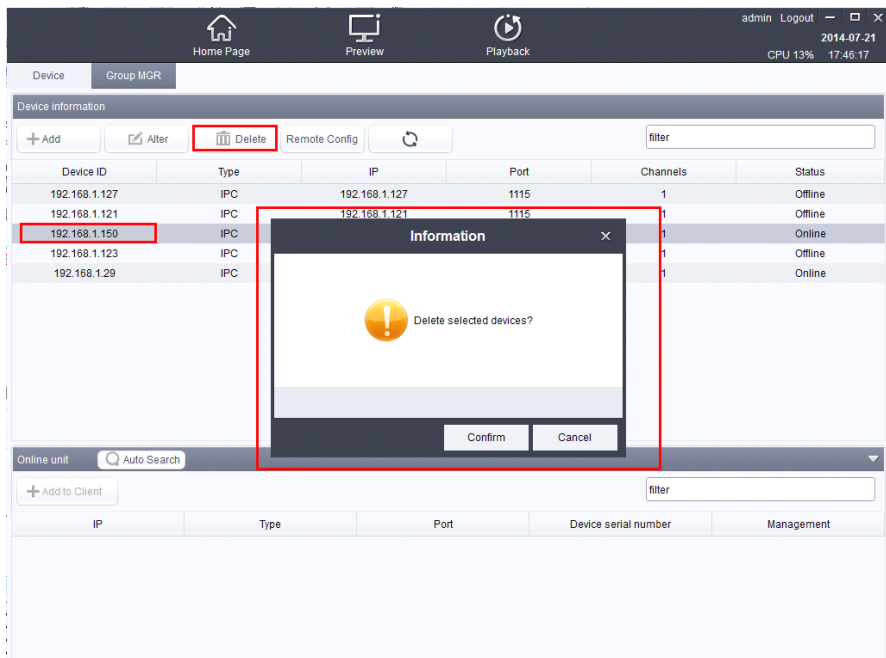 admin Logout
2014-07-21
CPU 13% 17:46:17
Home Page Preview Playback
Device Group MGR
Device information
Add Alter Delete Remote Config filter
Device ID Type IP Port Channels Status
192.168.1.127 IPC 192.168.1.127 1115 1 Offline
192.168.1.121 IPC 192.168.1.121 1115 1 Offline
192.168.1.150 IPC 1 Online
192.168.1.123 IPC 1 Offline
192.168.1.29 IPC 1 Online
Information
Delete selected devices?
Confirm Cancel
Online unit Auto Search
Add to Client filter
IP Type Port Device serial number Management